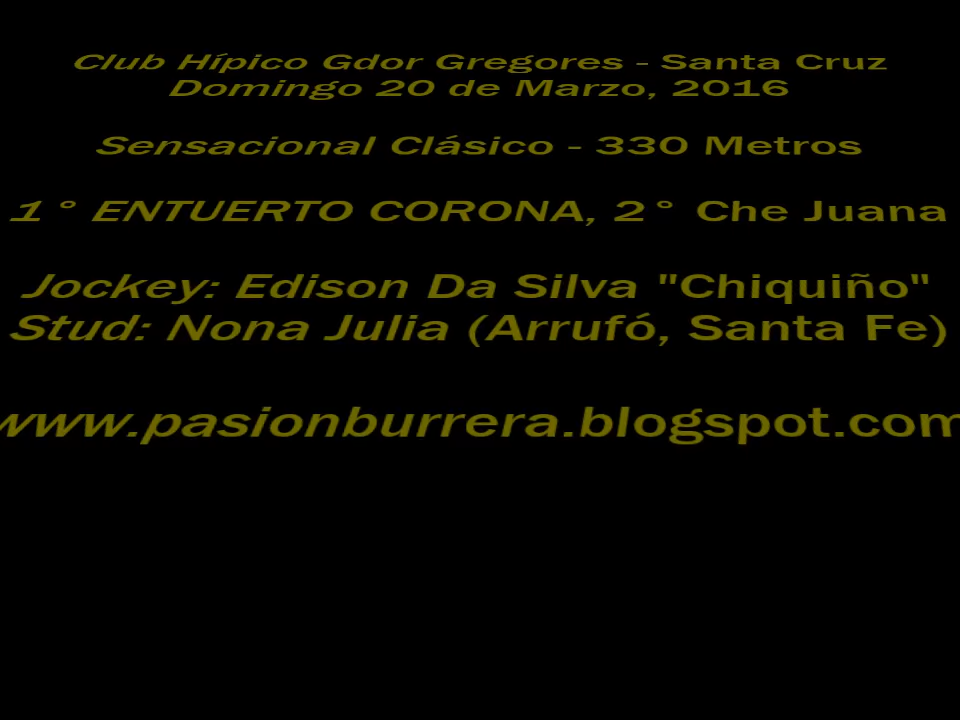 Club Hípico Gdor Gregores - Santa Cruz
Domingo 20 de Marzo, 2016
Sensacional Clásico - 330 Metros
1° ENTUERTO CORONA, 2° Che Juana
Jockey: Edison Da Silva "Chiquiño"
Stud: Nona Julia (Arrufó, Santa Fe)
www.pasionburrera.blogspot.com